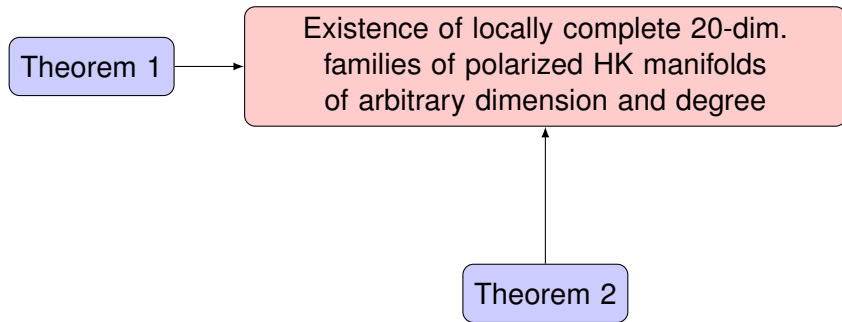 Existence of locally complete 20-dim.
families of polarized HK manifolds
of arbitrary dimension and degree
Theorem 1
Theorem 2